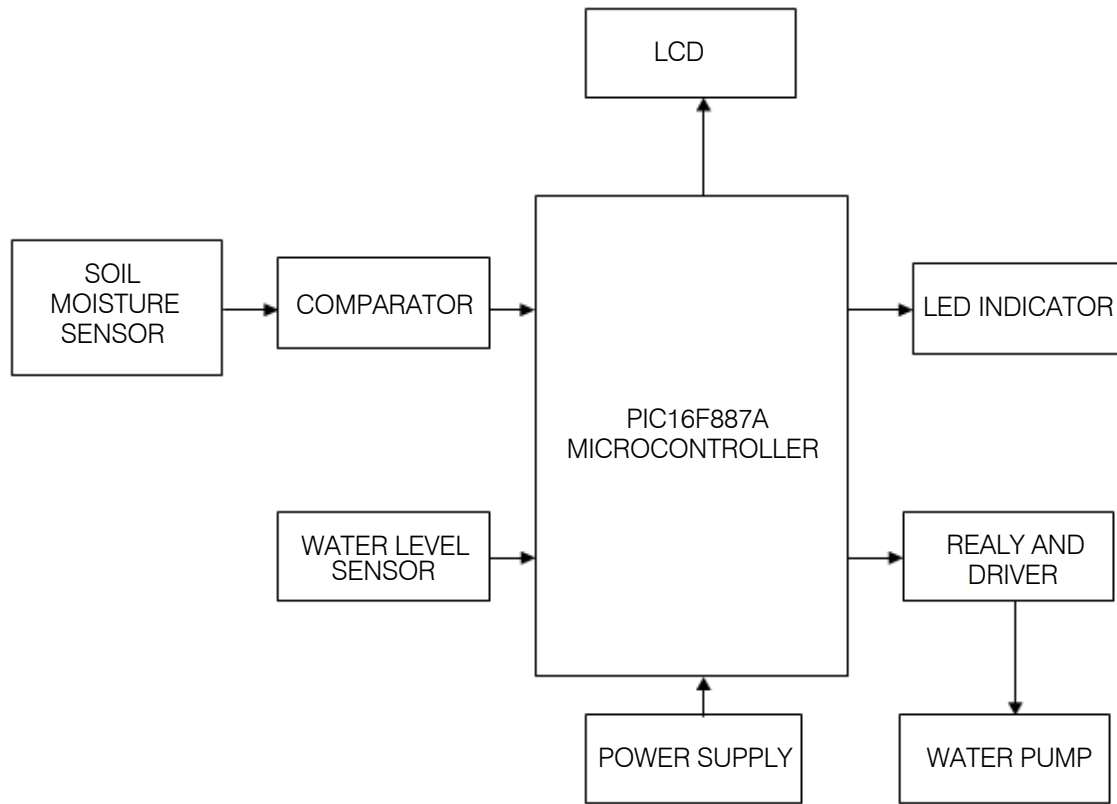 LCD
SOIL
MOISTURE
SENSOR
COMPARATOR
LED INDICATOR
PIC16F887A
MICROCONTROLLER
WATER LEVEL
SENSOR
REALY AND
DRIVER
POWER SUPPLY
WATER PUMP